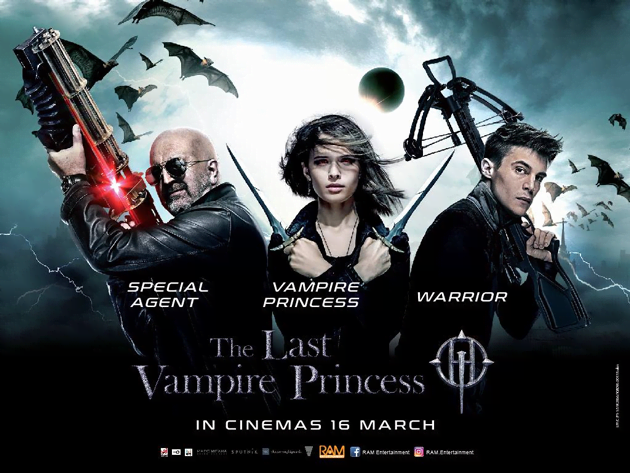 SPECIAL
AGENT
VAMPIRE
PRINCESS
WARRIOR
The Last
Vampire Princess
IN CINEMAS 16 MARCH
RAM RAM.Entertainment RAM.Entertainment